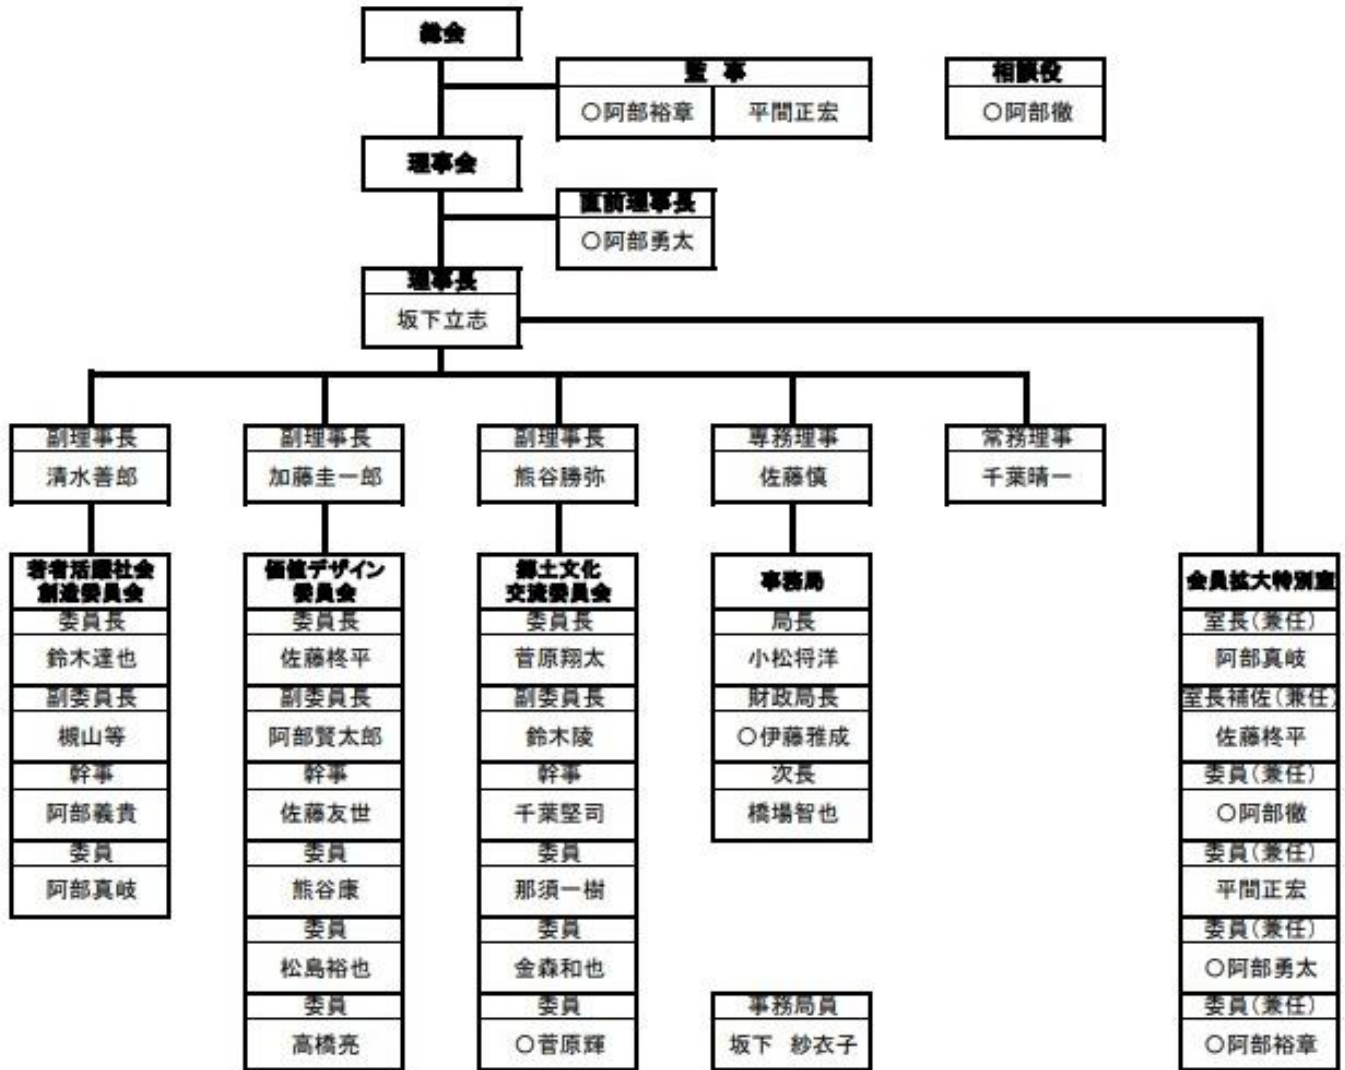 総会
監 事
〇阿部裕章 平間正宏
相談役
〇阿部徹
理事会
直前理事長
〇阿部勇太
理事長
坂下立志
副理事長
清水善郎
副理事長
加藤圭一郎
副理事長
熊谷勝弥
専務理事
佐藤慎
常務理事
千葉晴一
若者活躍社会
創造委員会
委員長
鈴木達也
副委員長
槻山等
幹事
阿部義貴
委員
阿部真岐
価値デザイン
委員会
委員長
佐藤柊平
副委員長
阿部賢太郎
幹事
佐藤友世
委員
熊谷康
委員
松島裕也
委員
高橋亮
郷土文化
交流委員会
委員長
菅原翔太
副委員長
鈴木陵
幹事
千葉堅司
委員
那須一樹
委員
金森和也
委員
〇菅原輝
事務局
局長
小松将洋
財政局長
〇伊藤雅成
次長
橋場智也
事務局員
坂下 紗衣子
会員拡大特別室
室長(兼任)
阿部真岐
室長補佐(兼任)
佐藤柊平
委員(兼任)
〇阿部徹
委員(兼任)
平間正宏
委員(兼任)
〇阿部勇太
委員(兼任)
〇阿部裕章